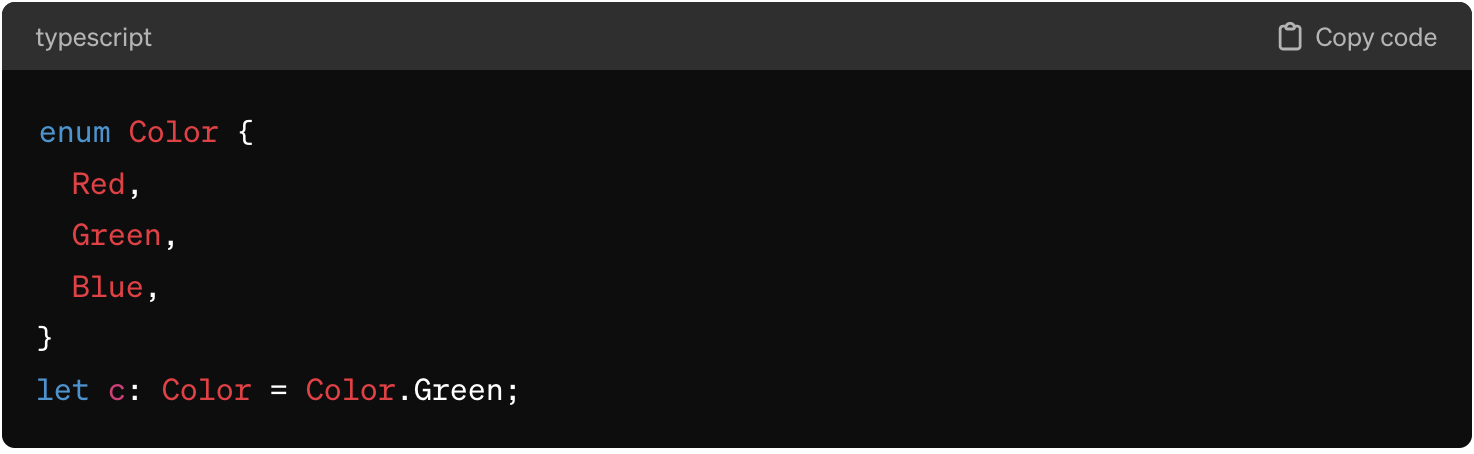 typescript
Copy code
enum Color {
  Red,
  Green,
  Blue,
}
let c: Color = Color.Green;